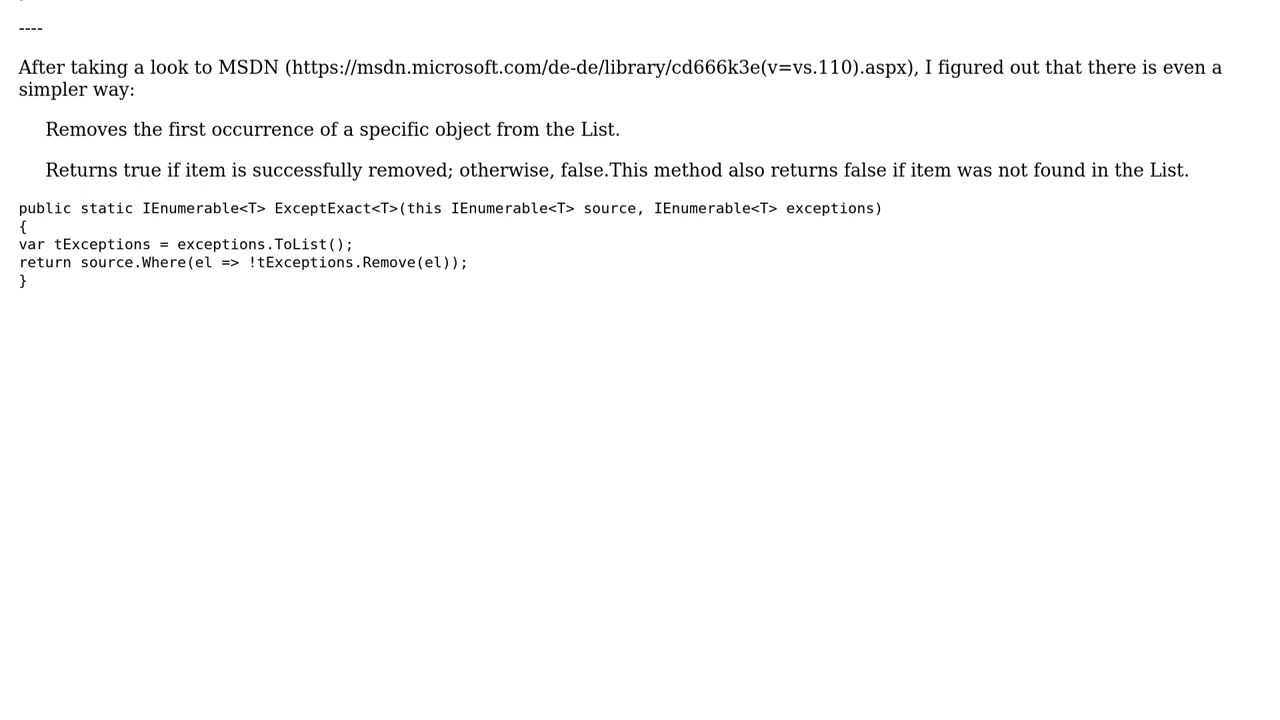 ----
After taking a look to MSDN (https://msdn.microsoft.com/de-de/library/cd666k3e(v=vs.110).aspx), I figured out that there is even a
simpler way:
Removes the first occurrence of a specific object from the List.
Returns true if item is successfully removed; otherwise, false.This method also returns false if item was not found in the List.
public static IEnumerable<T> ExceptExact<T>(this IEnumerable<T> source, IEnumerable<T> exceptions)
{
var tExceptions = exceptions.ToList();
return source.Where(el => !tExceptions.Remove(el));
}